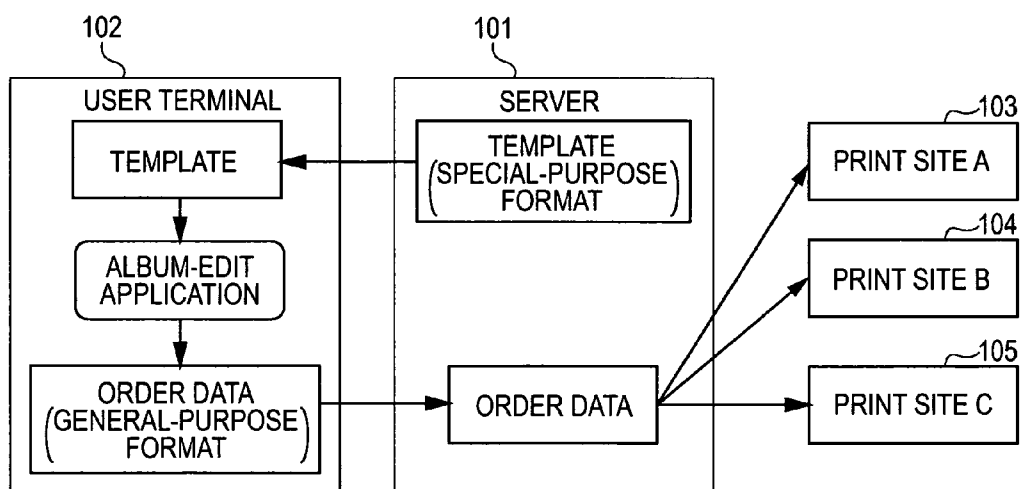 102
USER TERMINAL
TEMPLATE
ALBUM-EDIT
APPLICATION
ORDER DATA
(GENERAL-PURPOSE
FORMAT)
101
SERVER
TEMPLATE
(SPECIAL-PURPOSE
FORMAT)
ORDER DATA
103
PRINT SITE A
104
PRINT SITE B
105
PRINT SITE C